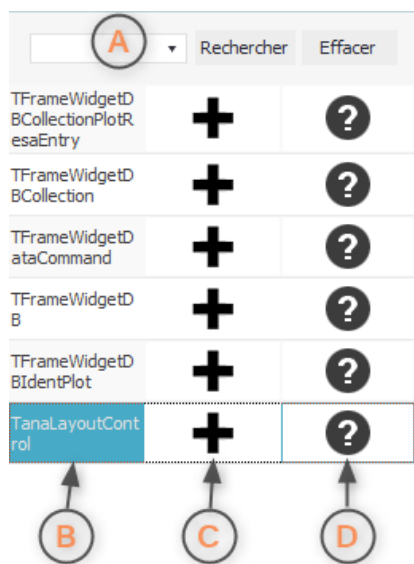 A
Rechercher Effacer
TFrameWidgetD
BCollectionPlotR
esaEntry
?
TFrameWidgetD
BCollection
?
TFrameWidgetD
ataCommand
?
TFrameWidgetD
B
?
TFrameWidgetD
BIdentPlot
?
TanaLayoutCont
rol
?
B C D